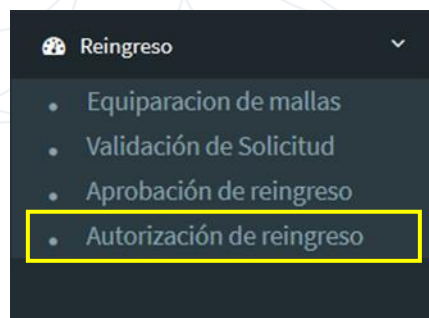 Reingreso
Equiparacion de mallas
Validación de Solicitud
Aprobación de reingreso
Autorización de reingreso